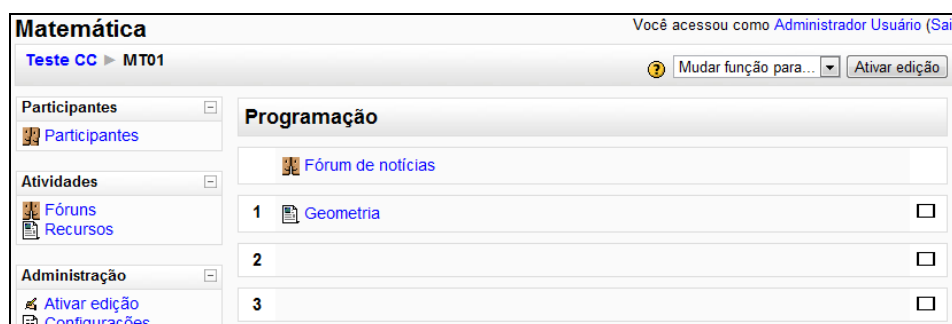 Matemática
Você acessou como Administrador Usuário (Sai
Teste CC ► MT01
Mudar função para... Ativar edição
Participantes
Participantes
Atividades
Fóruns
Recursos
Administração
Ativar edição
Configurações
Programação
Fórum de notícias
1 Geometria
2
3